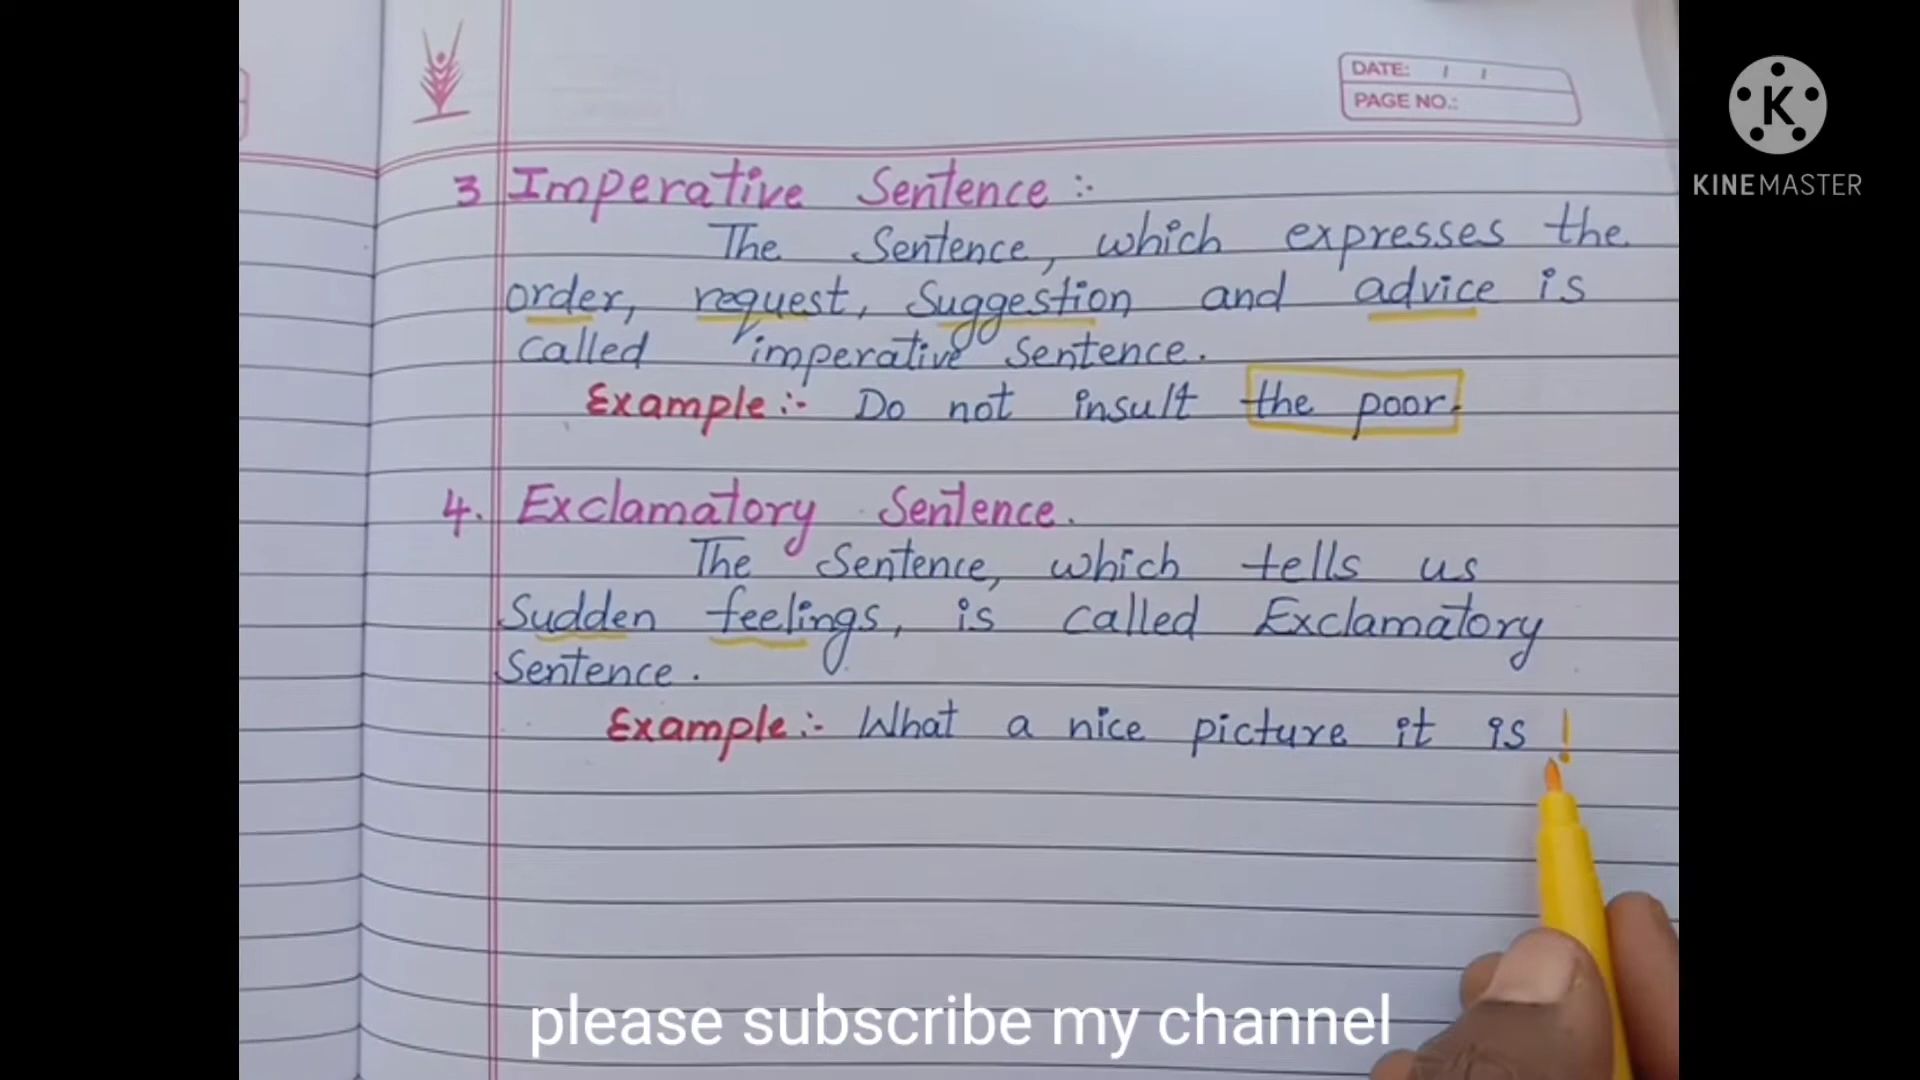 DATE: / /
PAGE NO.:
K
KINEMASTER
3 Imperative Sentence :-
The Sentence, which expresses the
order, request, Suggestion and advice is
called imperative Sentence.
Example :- Do not insult the poor.
4. Exclamatory Sentence.
The Sentence, which tells us
Sudden feelings, is called Exclamatory
Sentence.
Example :- What a nice picture it is !
please subscribe my channel